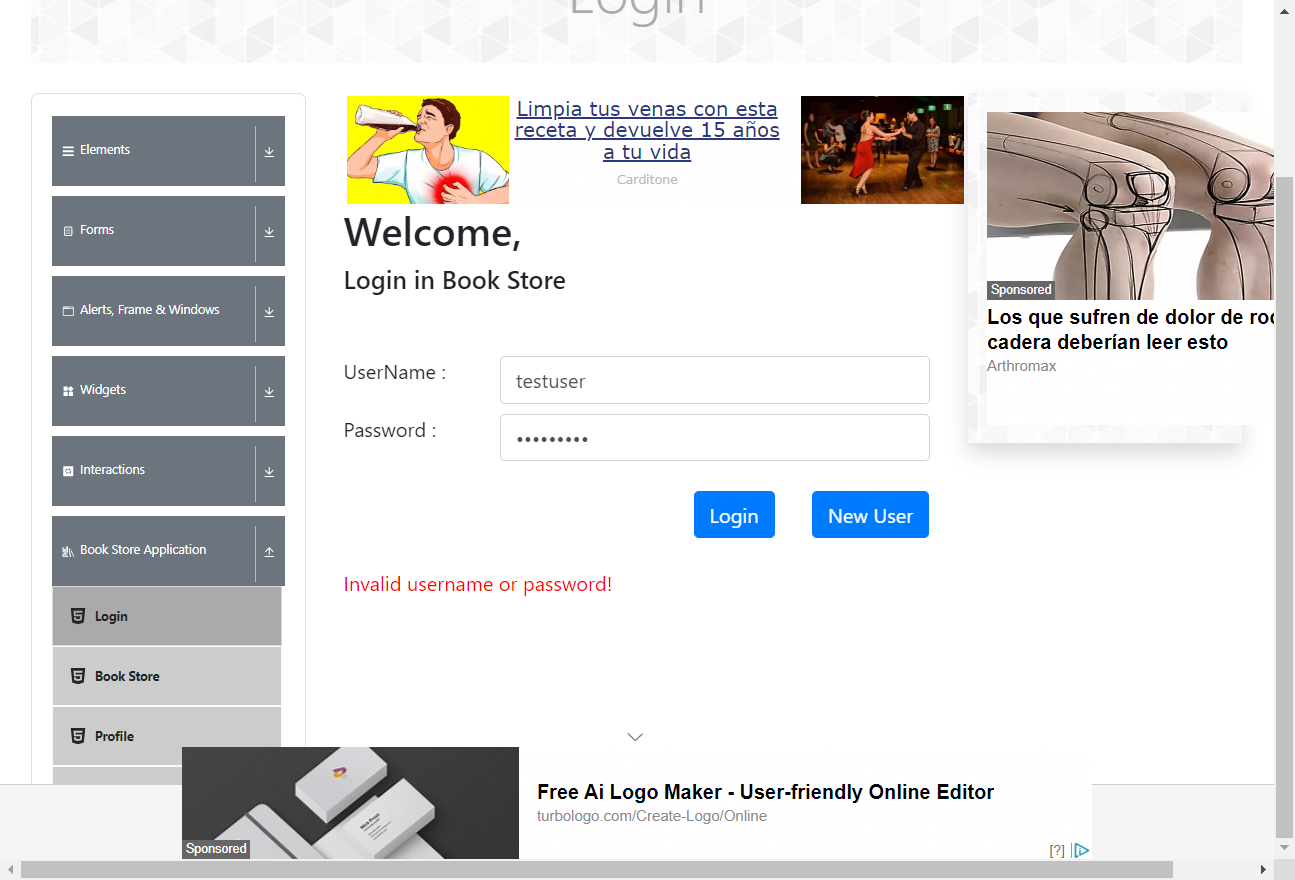 Login
Elements
Forms
Alerts, Frame & Windows
Widgets
Interactions
Book Store Application
Login
Book Store
Profile
Limpia tus venas con esta
receta y devuelve 15 años
a tu vida
Carditone
Welcome,
Login in Book Store
UserName :
testuser
Password :
•••••••••
Login
New User
Invalid username or password!
Sponsored
Los que sufren de dolor de
cadera deberían leer esto
Arthromax
Sponsored
Free Ai Logo Maker - User-friendly Online Editor
turbologo.com/Create-Logo/Online
[?]